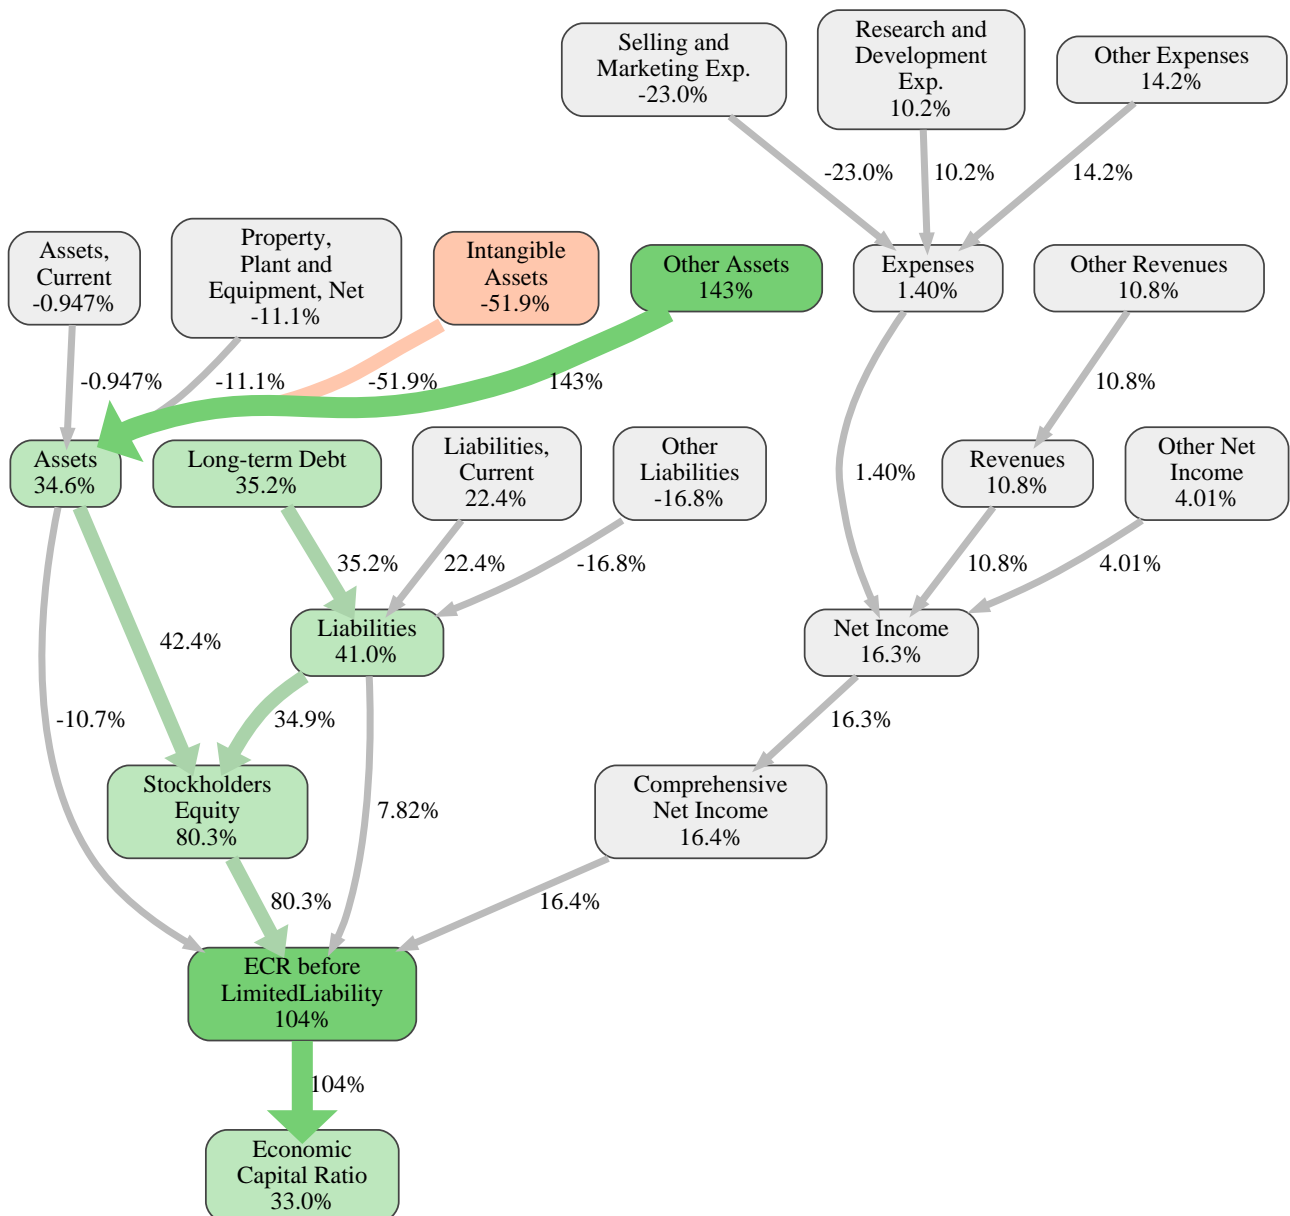 Selling and
Marketing Exp.
-23.0%
Research and
Development
Exp.
10.2%
Other Expenses
14.2%
-23.0%
10.2%
14.2%
Assets,
Current
-0.947%
Property,
Plant and
Equipment, Net
-11.1%
Intangible
Assets
-51.9%
Other Assets
143%
Expenses
1.40%
Other Revenues
10.8%
-0.947%
-11.1%
-51.9%
143%
10.8%
Assets
34.6%
Long-term Debt
35.2%
Liabilities,
Current
22.4%
Other
Liabilities
-16.8%
1.40%
Revenues
10.8%
Other Net
Income
4.01%
35.2%
22.4%
-16.8%
10.8%
4.01%
42.4%
Liabilities
41.0%
Net Income
16.3%
-10.7%
34.9%
16.3%
Stockholders
Equity
80.3%
7.82%
Comprehensive
Net Income
16.4%
80.3%
16.4%
ECR before
LimitedLiability
104%
104%
Economic
Capital Ratio
33.0%